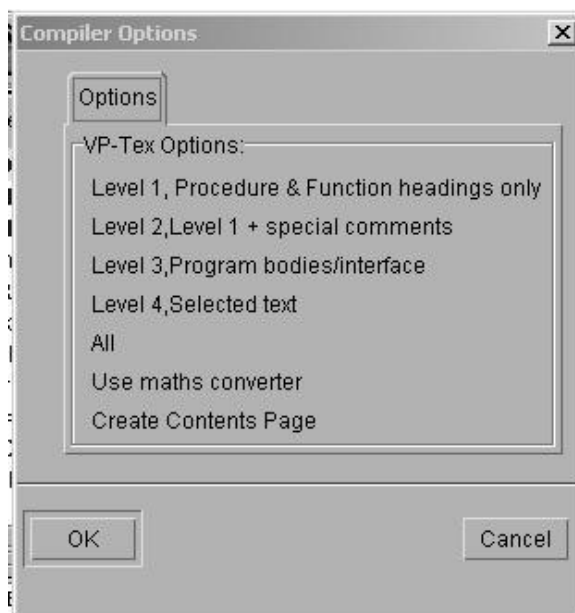 Compiler Options
Options
VP-Tex Options:
Level 1, Procedure & Function headings only
Level 2,Level 1 + special comments
Level 3,Program bodies/interface
Level 4,Selected text
All
Use maths converter
Create Contents Page
OK
Cancel